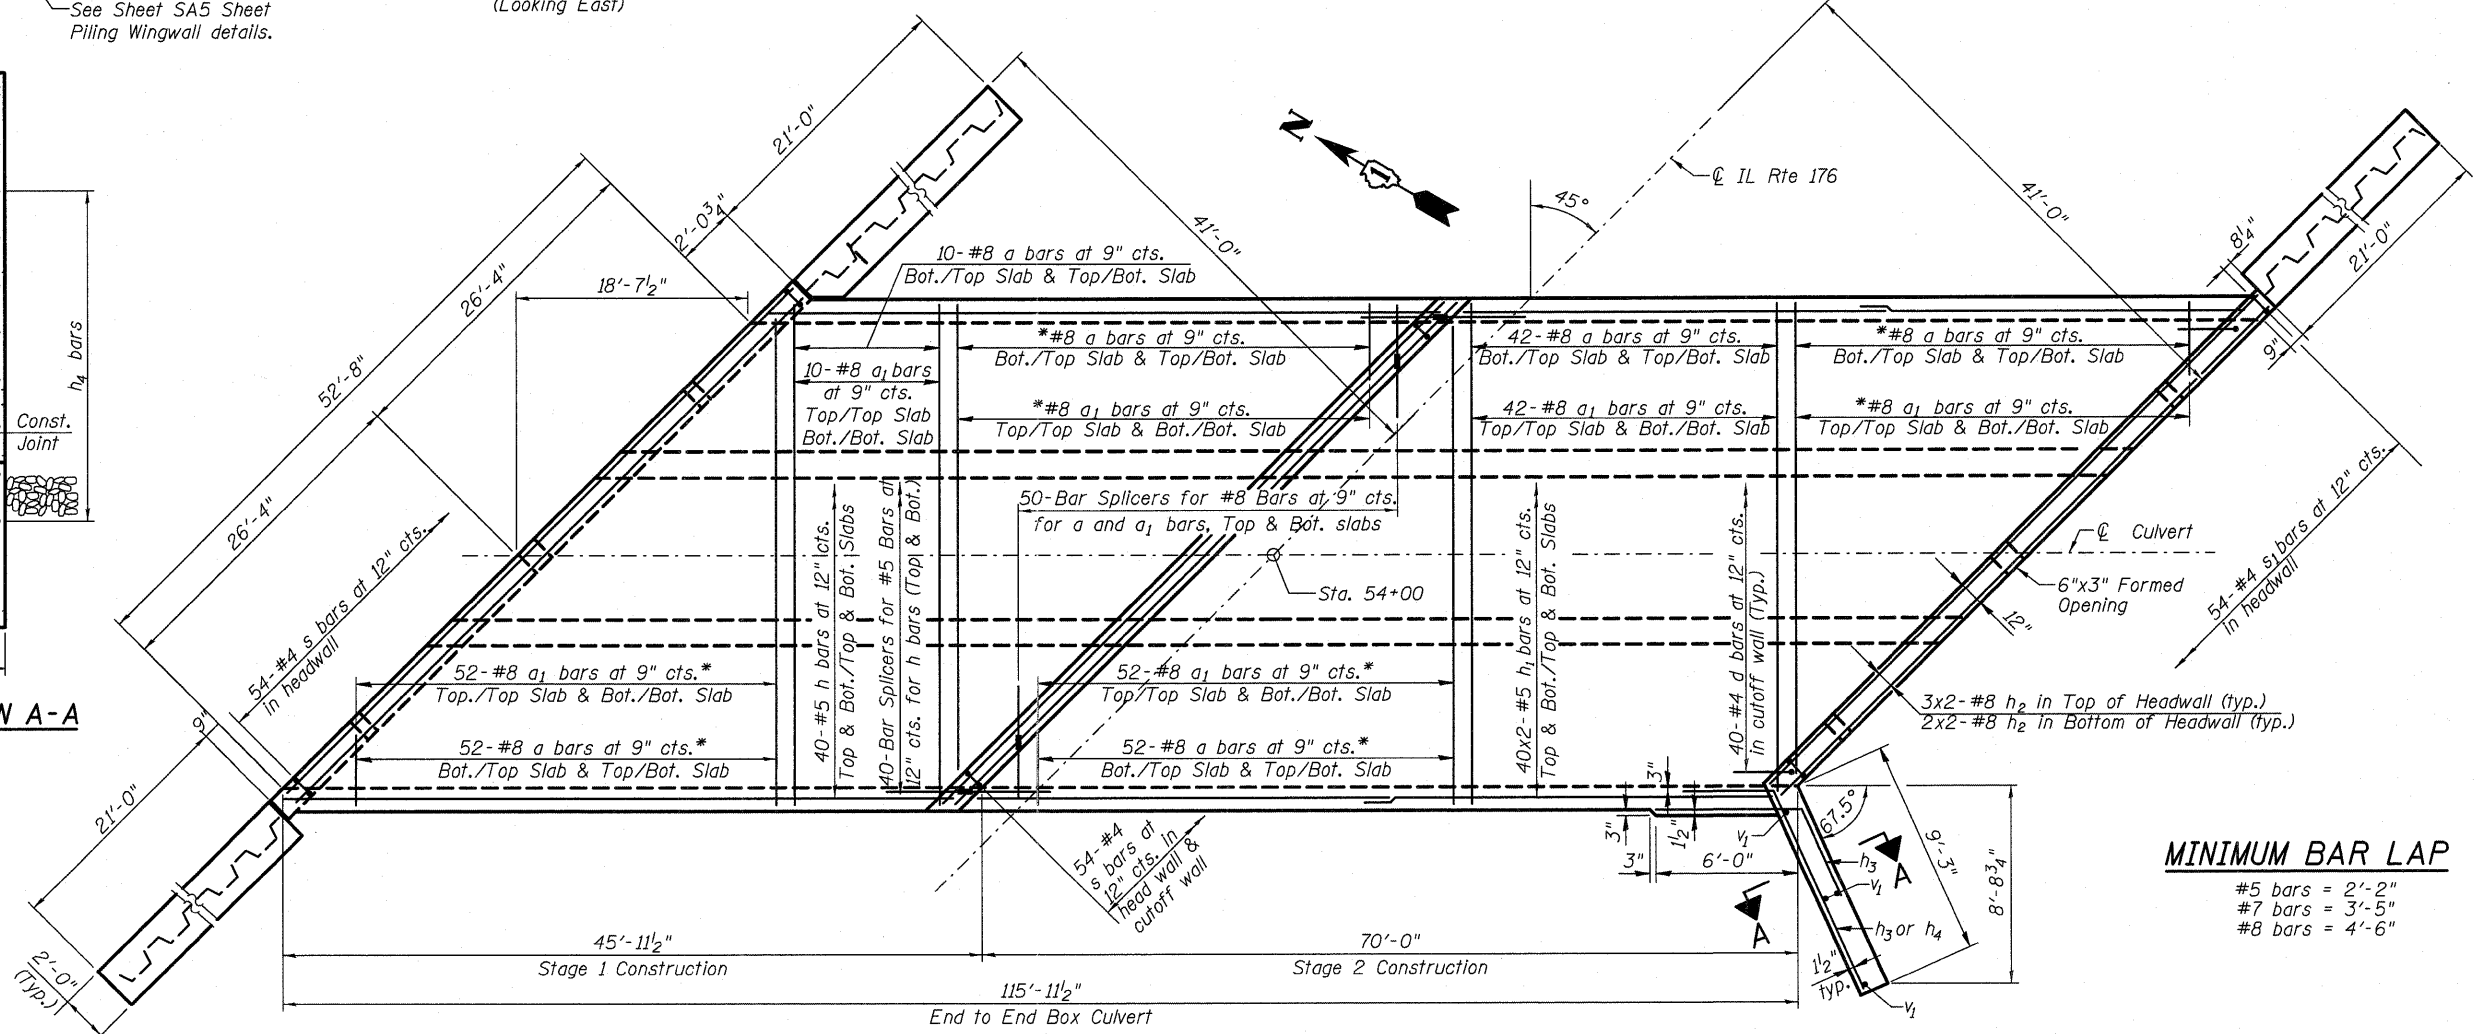 See Sheet SA5 Sheet
Piling Wingwall details.
(Looking East)
h4 bars
Const.
Joint
N A-A
21'-0"
2'-0 3/4"
26'-4"
52'-8"
26'-4"
18'-7 1/2"
41'-0"
N
1
45°
℄ IL Rte 176
41'-0"
8 1/4"
21'-0"
9"
10-#8 a bars at 9" cts.
Bot./Top Slab & Top/Bot. Slab
*#8 a bars at 9" cts.
Bot./Top Slab & Top/Bot. Slab
42-#8 a bars at 9" cts.
Bot./Top Slab & Top/Bot. Slab
*#8 a bars at 9" cts.
Bot./Top Slab & Top/Bot. Slab
10-#8 a1 bars
at 9" cts.
Top/Top Slab
Bot./Bot. Slab
*#8 a1 bars at 9" cts.
Top/Top Slab & Bot./Bot. Slab
42-#8 a1 bars at 9" cts.
Top/Top Slab & Bot./Bot. Slab
*#8 a1 bars at 9" cts.
Top/Top Slab & Bot./Bot. Slab
50-Bar Splicers for #8 Bars at 9" cts.
for a and a1 bars, Top & Bot. slabs
40-#5 h bars at 12" cts.
Top & Bot./Top & Bot. Slabs
40-Bar Splicers for #5 Bars at
12" cts. for h bars (Top & Bot.)
40x2-#5 h1 bars at 12" cts.
Top & Bot./Top & Bot. Slabs
40-#4 d bars at 12" cts.
in cutoff wall (Typ.)
℄ Culvert
Sta. 54+00
6"x3" Formed
Opening
12"
54-#4 s1 bars at 12" cts.
in headwall
54-#4 s bars at 12" cts.
in headwall
9"
21'-0"
2'-0"
(Typ.)
52-#8 a1 bars at 9" cts.*
Top./Top Slab & Bot./Bot. Slab
52-#8 a1 bars at 9" cts.*
Top/Top Slab & Bot./Bot. Slab
52-#8 a bars at 9" cts.*
Bot./Top Slab & Top/Bot. Slab
52-#8 a bars at 9" cts.*
Bot./Top Slab & Top/Bot. Slab
3x2-#8 h2 in Top of Headwall (typ.)
2x2-#8 h2 in Bottom of Headwall (typ.)
54-#4
s bars at
12" cts. in
head wall &
cutoff wall
3"
3"
1 1/2"
3"
6'-0"
v1
67.5°
h3
v1
A
A
9'-3"
8'-8 3/4"
h3 or h4
1 1/2"
typ.
v1
45'-11 1/2"
Stage 1 Construction
70'-0"
Stage 2 Construction
115'-11 1/2"
End to End Box Culvert
MINIMUM BAR LAP
#5 bars = 2'-2"
#7 bars = 3'-5"
#8 bars = 4'-6"